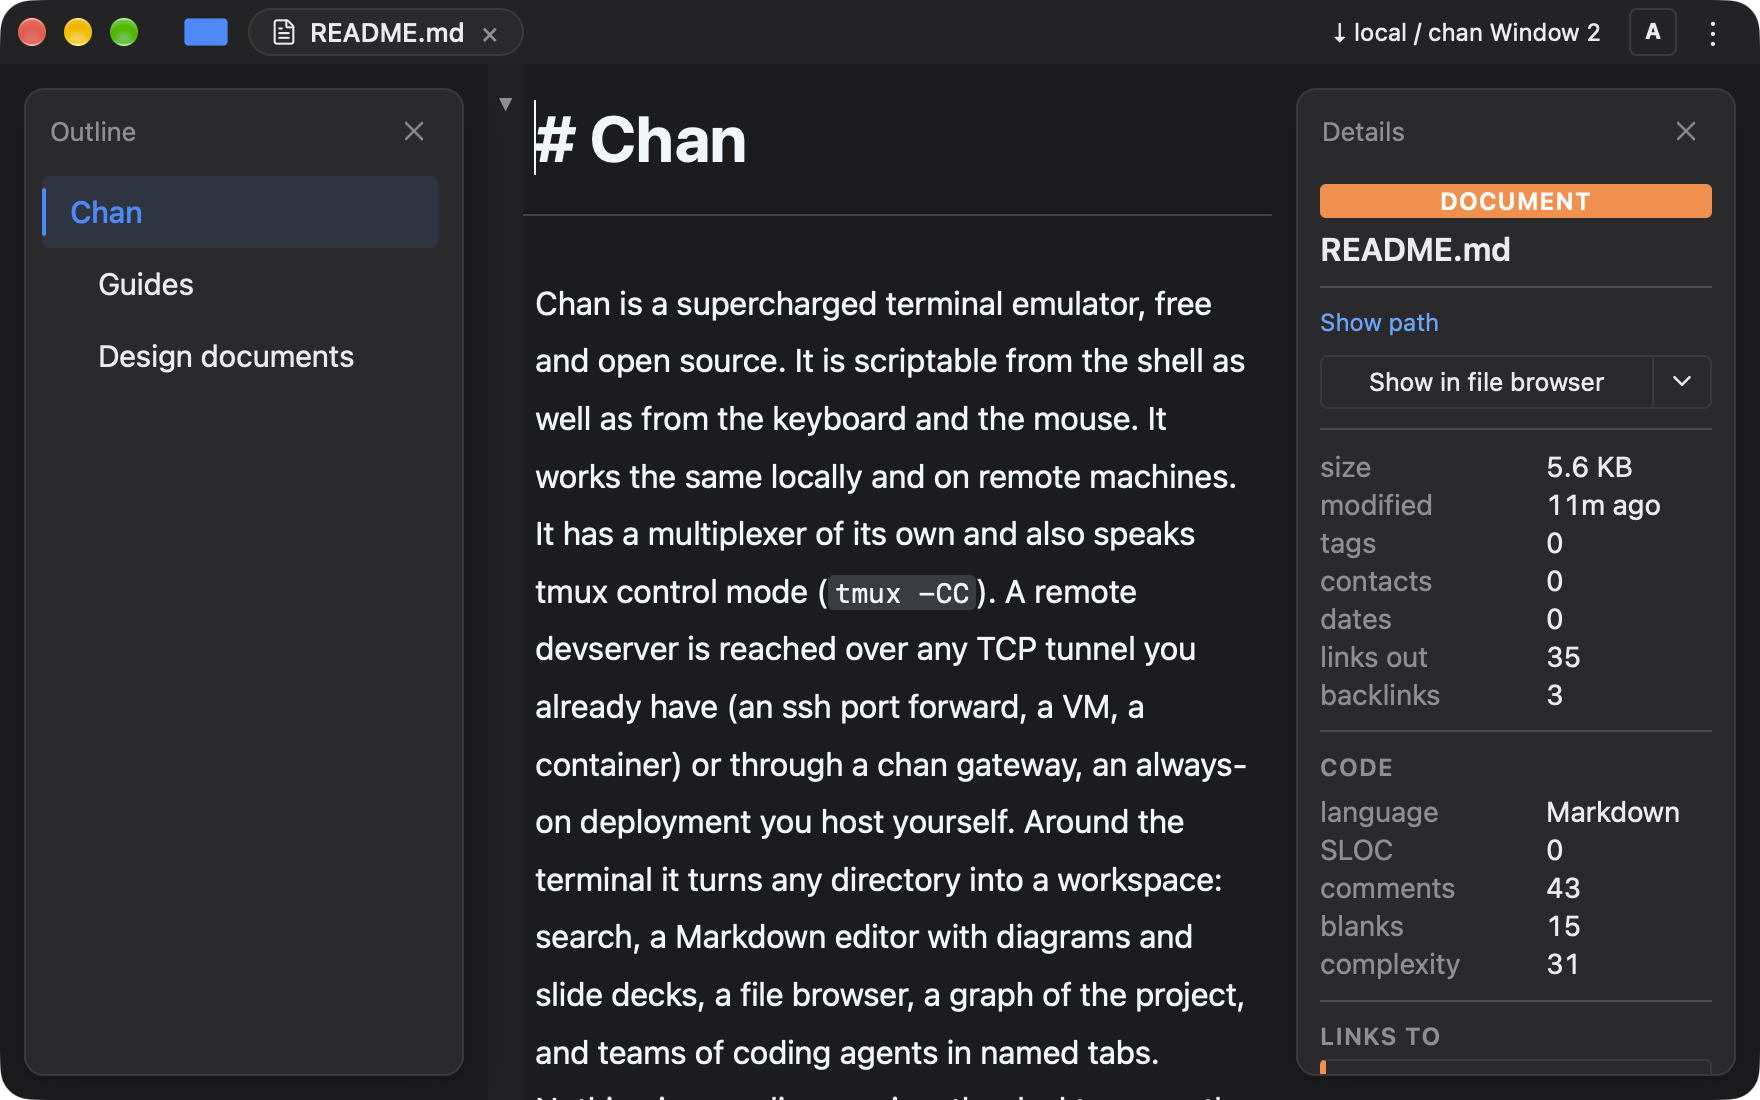 README.md
↓ local / chan Window 2
A
Outline
Chan
Guides
Design documents
# Chan
Chan is a supercharged terminal emulator, free
and open source. It is scriptable from the shell as
well as from the keyboard and the mouse. It
works the same locally and on remote machines.
It has a multiplexer of its own and also speaks
tmux control mode (tmux -CC). A remote
devserver is reached over any TCP tunnel you
already have (an ssh port forward, a VM, a
container) or through a chan gateway, an always-
on deployment you host yourself. Around the
terminal it turns any directory into a workspace:
search, a Markdown editor with diagrams and
slide decks, a file browser, a graph of the project,
and teams of coding agents in named tabs.
Details
DOCUMENT
README.md
Show path
Show in file browser
size 5.6 KB
modified 11m ago
tags 0
contacts 0
dates 0
links out 35
backlinks 3
CODE
language Markdown
SLOC 0
comments 43
blanks 15
complexity 31
LINKS TO